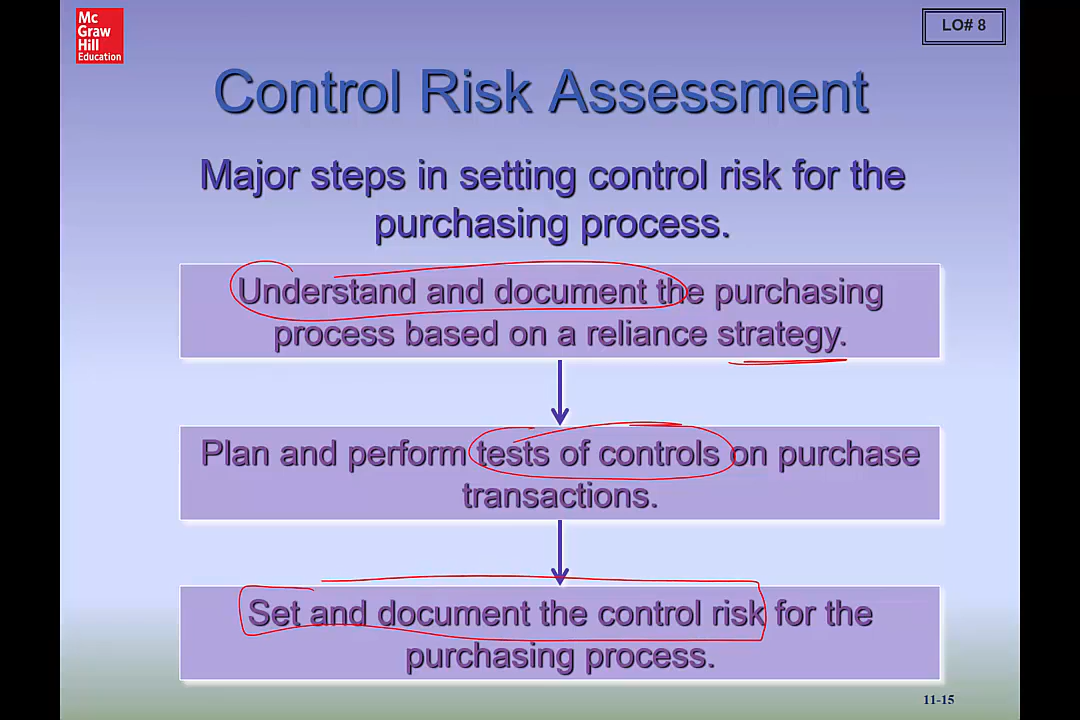 Mc
Graw
Hill
Education
LO# 8
Control Risk Assessment
Major steps in setting control risk for the
purchasing process.
Understand and document the purchasing
process based on a reliance strategy.
Plan and perform tests of controls on purchase
transactions.
Set and document the control risk for the
purchasing process.
11-15